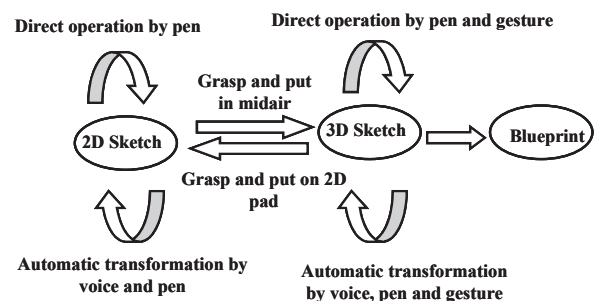 Direct operation by pen
Direct operation by pen and gesture
Grasp and put
in midair
2D Sketch
3D Sketch
Blueprint
Grasp and put on 2D
pad
Automatic transformation by
voice and pen
Automatic transformation
by voice, pen and gesture